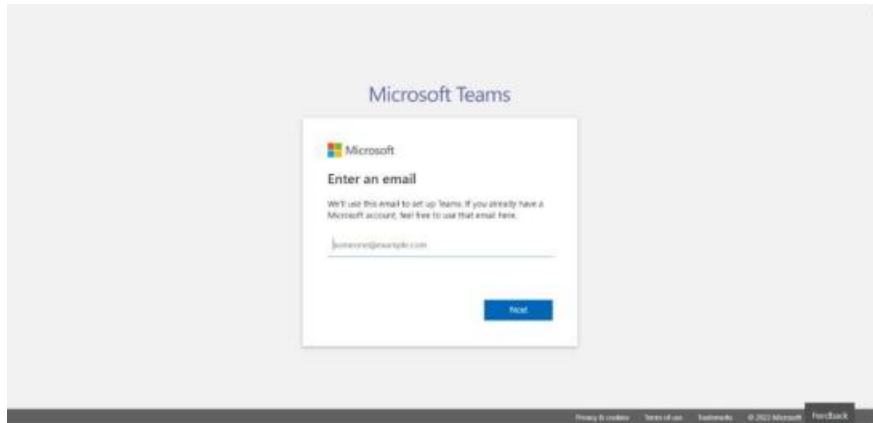 Microsoft Teams
Microsoft
Enter an email
We'll use this email to set up Teams. If you already have a
Microsoft account, feel free to use that email here.
someone@example.com
Next
Privacy & cookies Terms of use Trademarks © 2022 Microsoft Feedback